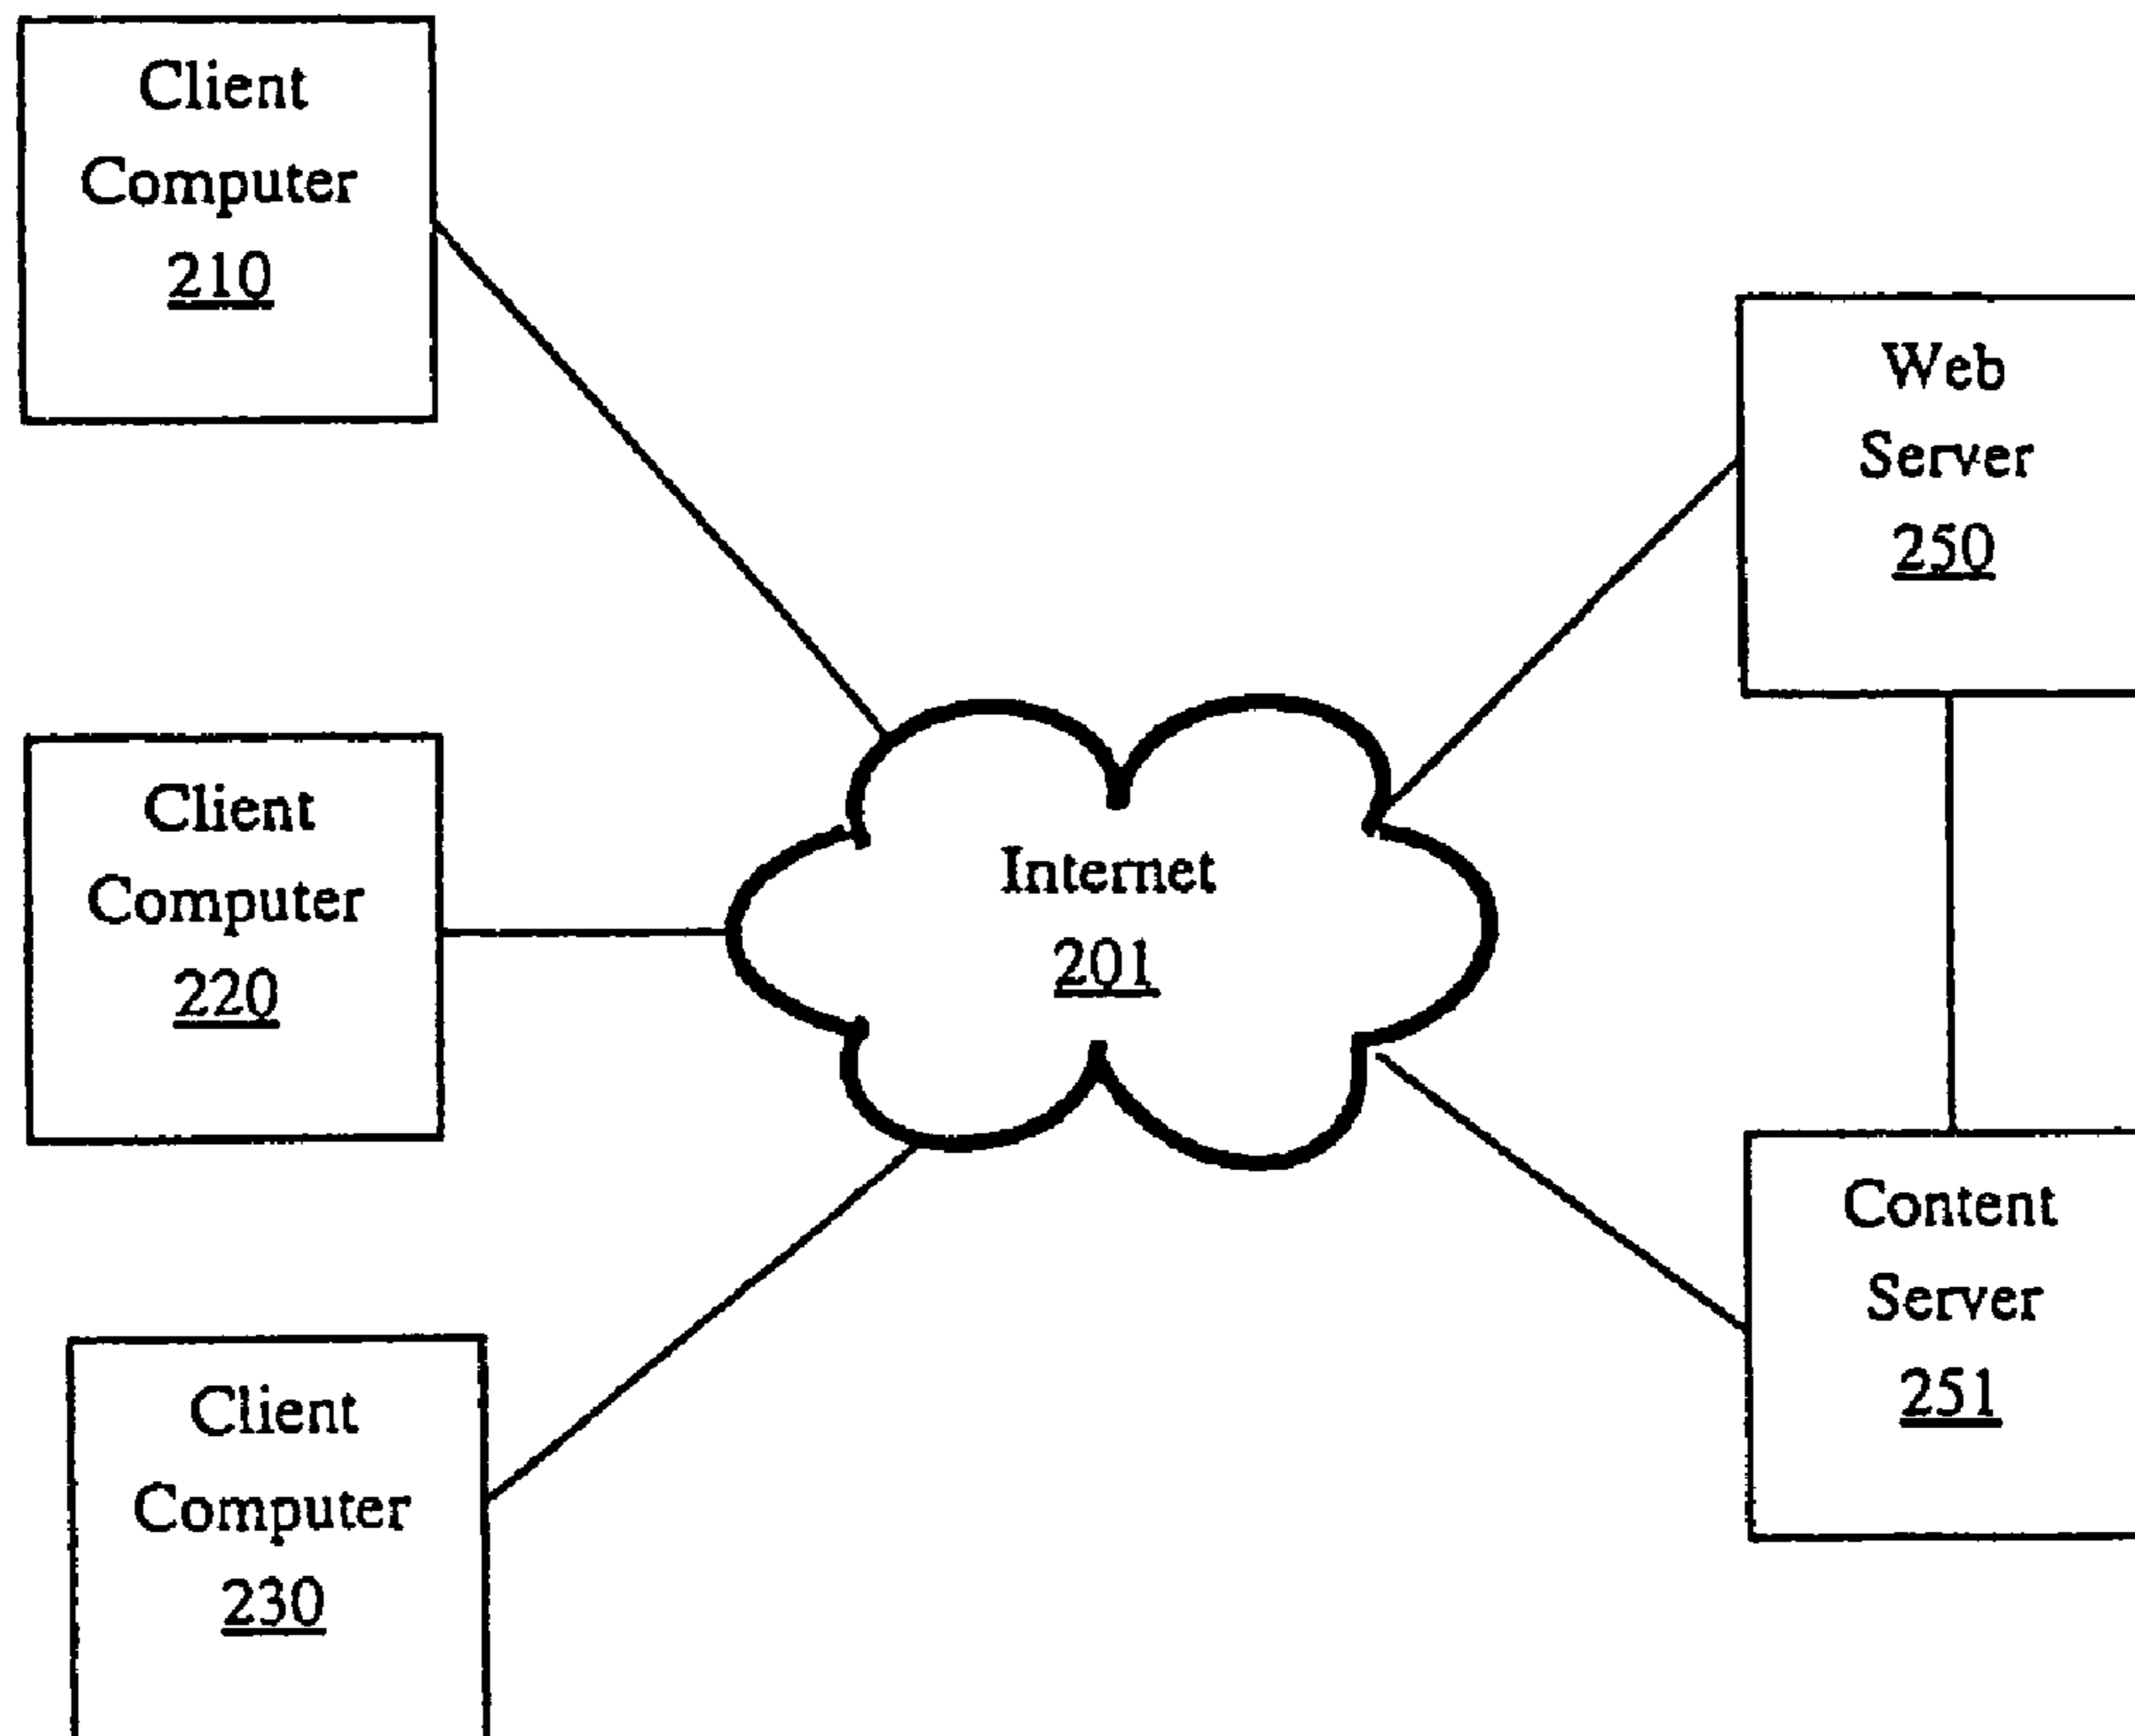 Client
Computer
210
Web
Server
250
Client
Computer
220
Internet
201
Content
Server
251
Client
Computer
230